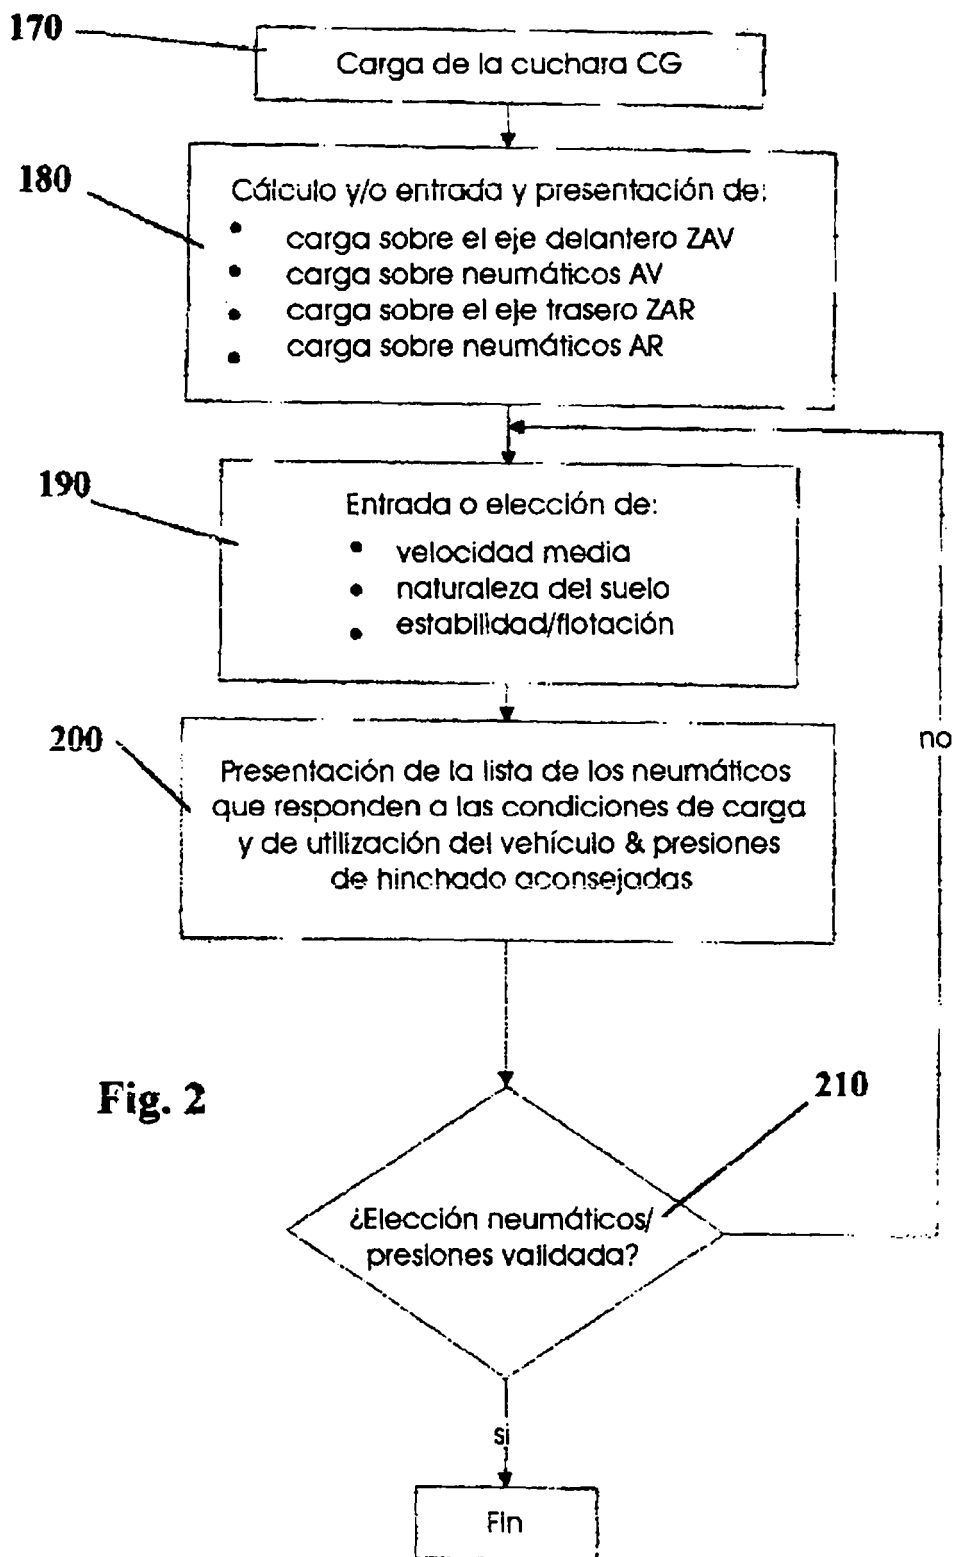 170
Carga de la cuchara CG
180
Cálculo y/o entrada y presentación de:
• carga sobre el eje delantero ZAV
• carga sobre neumáticos AV
• carga sobre el eje trasero ZAR
• carga sobre neumáticos AR
190
Entrada o elección de:
• velocidad media
• naturaleza del suelo
• estabilidad/flotación
200
Presentación de la lista de los neumáticos
que responden a las condiciones de carga
y de utilización del vehículo & presiones
de hinchado aconsejadas
no
Fig. 2
210
¿Elección neumáticos/
presiones validada?
si
Fin